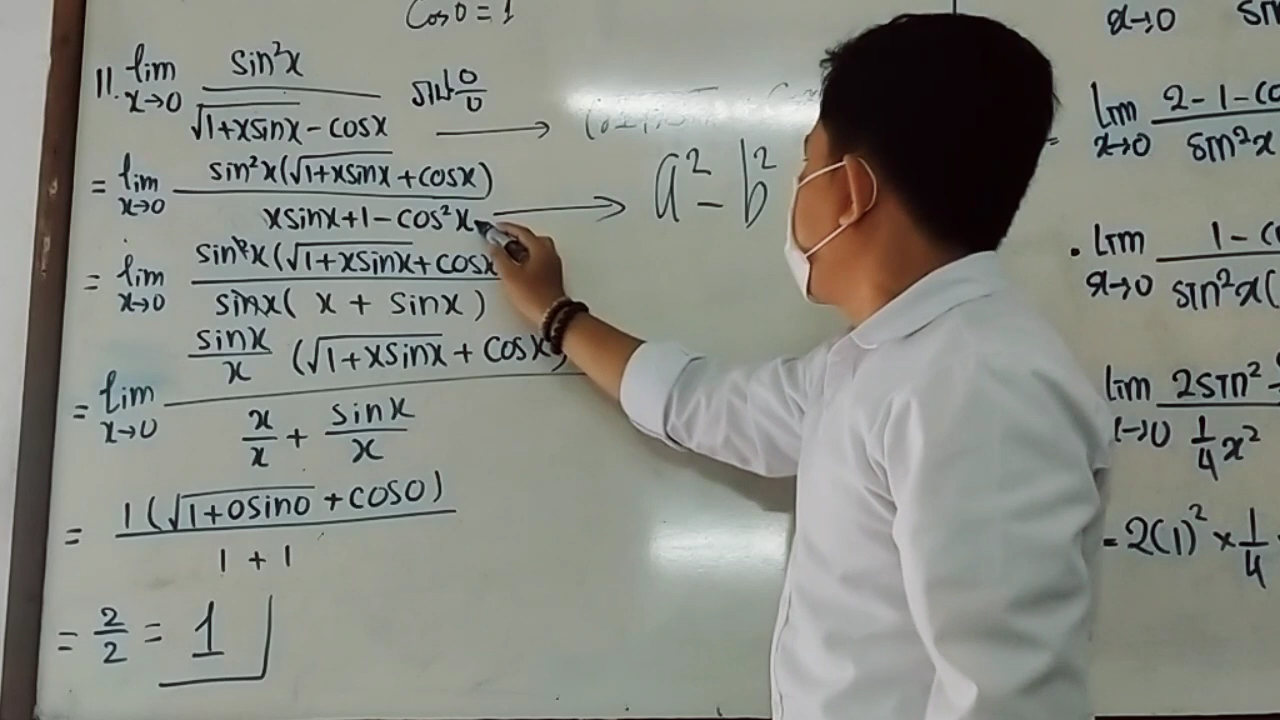 Cos 0 = 1
11. lim x→0 sin²x / (√(1+xsinx) - cosx) រាង 0/0 →
= lim x→0 sin²x(√(1+xsinx) + cosx) / (xsinx+1 - cos²x) → a² - b²
= lim x→0 sin²x(√(1+xsinx) + cosx / sinx( x + sinx )
= lim x→0 sinx/x (√(1+xsinx) + cosx) / (x/x + sinx/x)
= 1(√(1+0sin0) + cos0) / (1 + 1)
= 2/2 = 1
x→0
= lim x→0 2-1-co / sin²x
. lim x→0 1-c / sin²x(
lim x→0 2sin² / 1/4 x²
= 2(1)² × 1/4